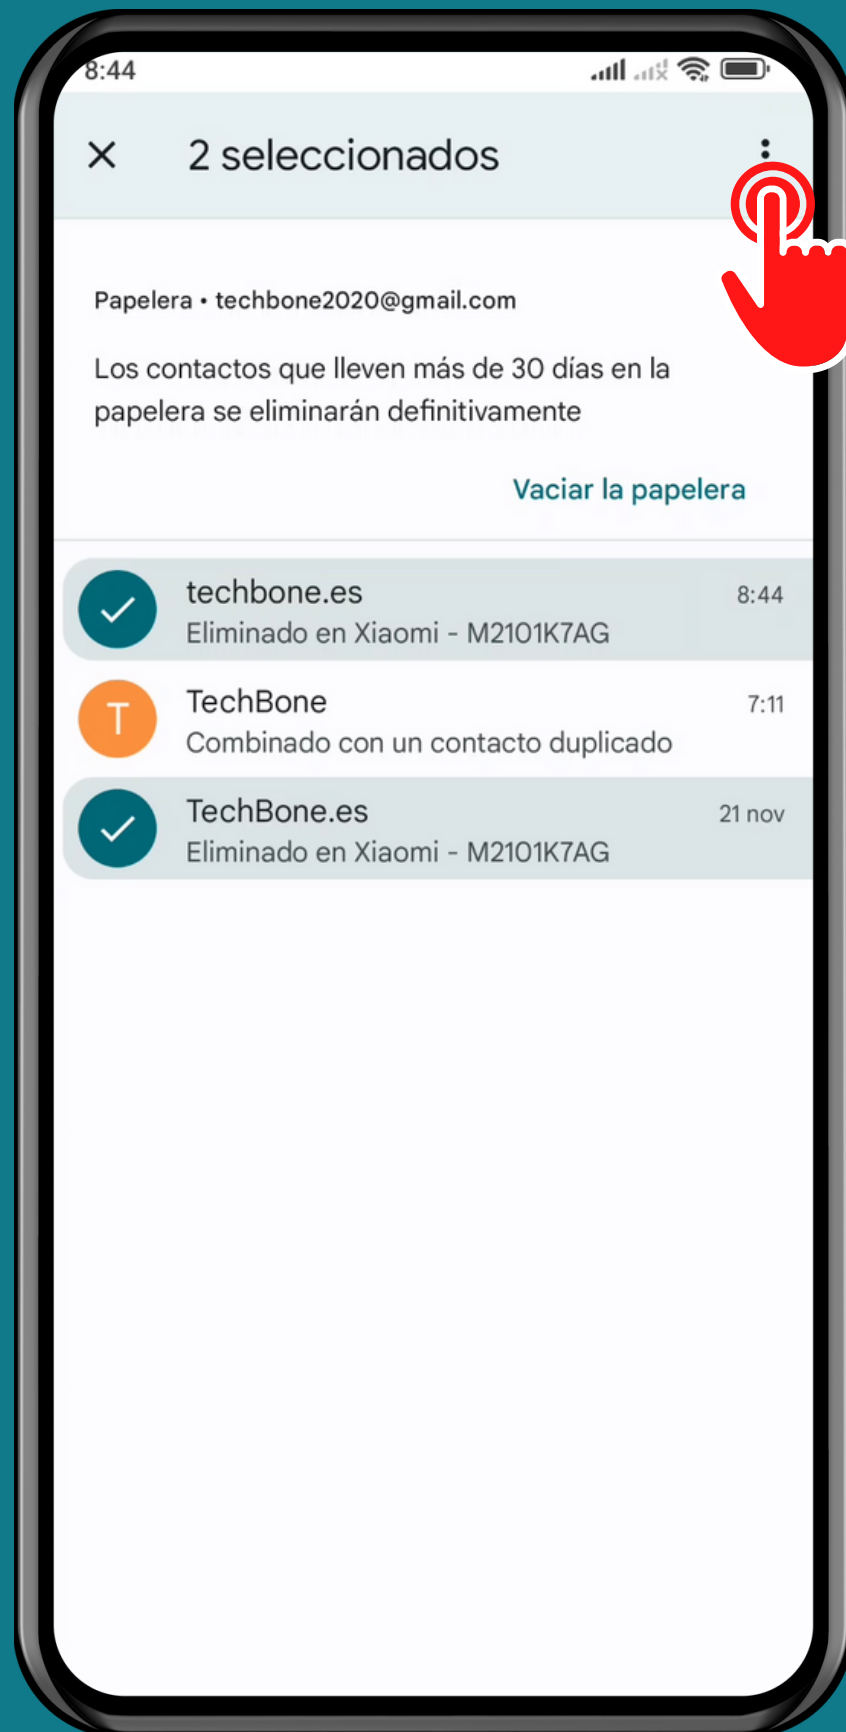 8:44
2 seleccionados
Papelera • techbone2020@gmail.com
Los contactos que lleven más de 30 días en la
papelera se eliminarán definitivamente
Vaciar la papelera
techbone.es 8:44
Eliminado en Xiaomi - M2101K7AG
T
TechBone 7:11
Combinado con un contacto duplicado
TechBone.es 21 nov
Eliminado en Xiaomi - M2101K7AG